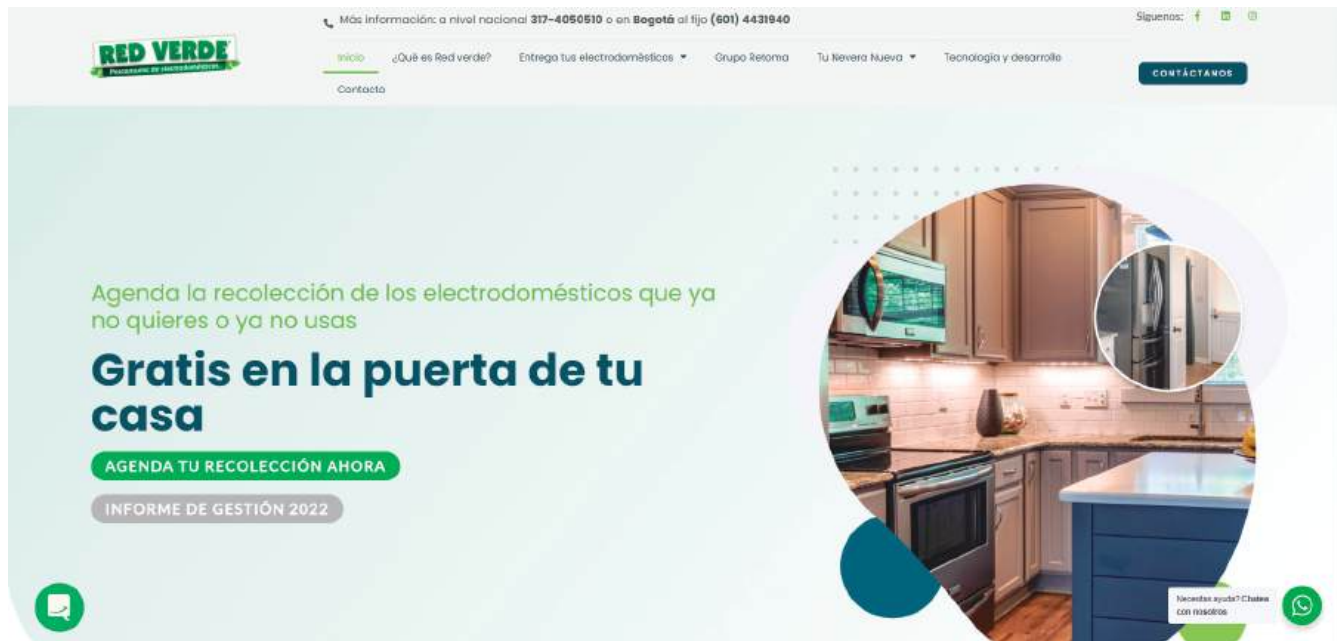 Más información: a nivel nacional 317-4050510 o en Bogotá al fijo (601) 4431940
Síguenos:
RED VERDE
Posconsumo de electrodomésticos
Inicio
¿Qué es Red verde?
Entrega tus electrodomésticos
Grupo Retoma
Tu Nevera Nueva
Tecnología y desarrollo
Contacto
CONTÁCTANOS
Agenda la recolección de los electrodomésticos que ya
no quieres o ya no usas
Gratis en la puerta de tu
casa
AGENDA TU RECOLECCIÓN AHORA
INFORME DE GESTIÓN 2022
Necesitas ayuda? Chatea
con nosotros